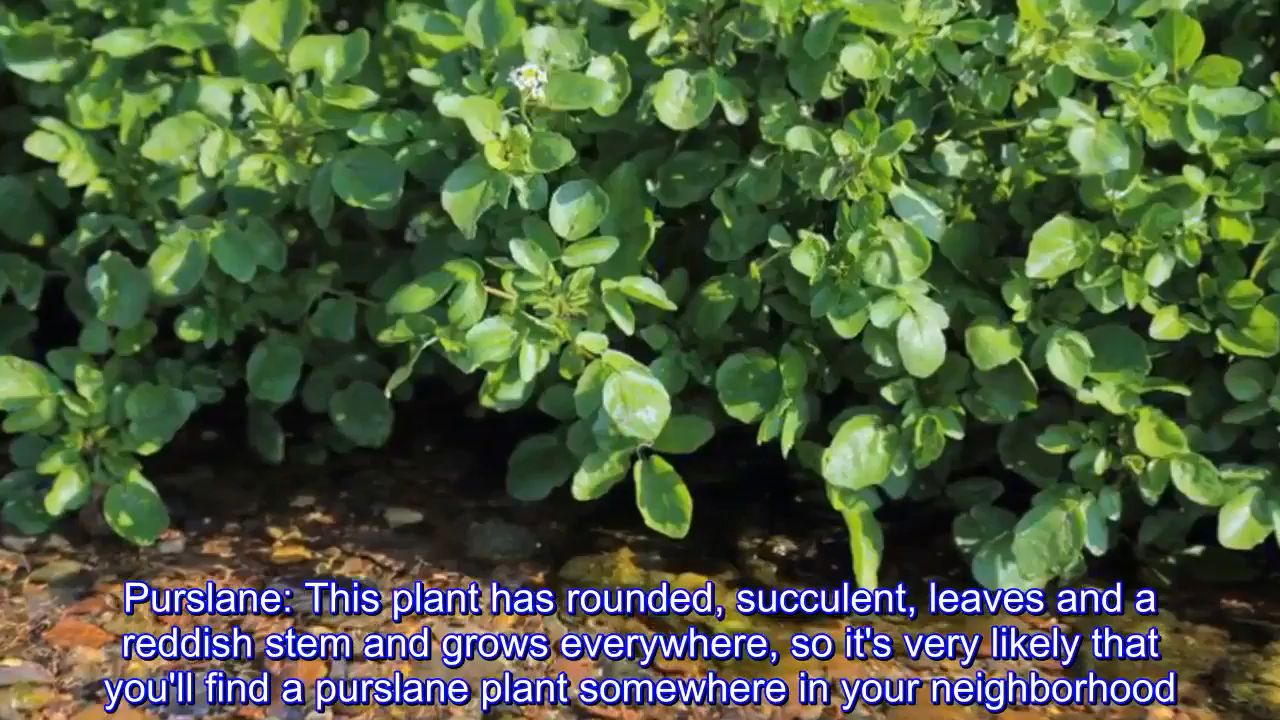 Purslane: This plant has rounded, succulent, leaves and a
reddish stem and grows everywhere, so it's very likely that
you'll find a purslane plant somewhere in your neighborhood